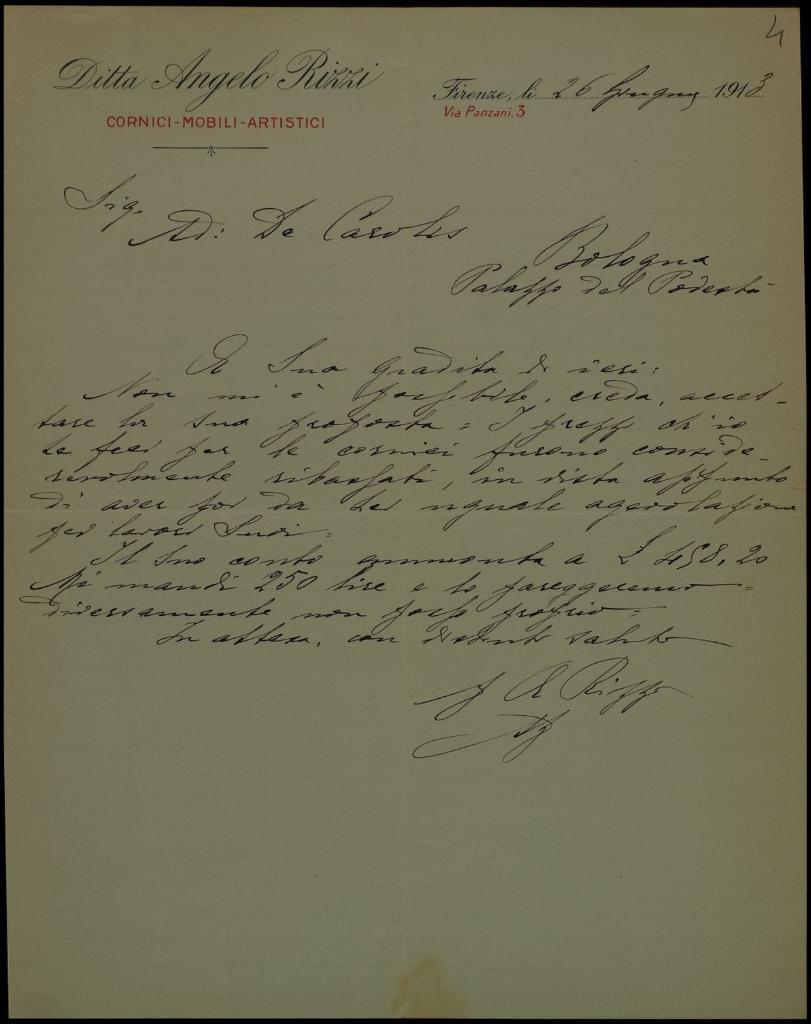 4
Ditta Angelo Rizzi
CORNICI-MOBILI-ARTISTICI
Firenze, li 26 Giugno 1913
Via Panzani, 3
Sig.
Ad: De Carolis
Bologna
Palazzo del Podestà
A Sua gradita di ieri:
Non mi è possibile, creda, accet-
tare la sua proposta = I prezzi ch'io
le feci per le cornici furono conside-
revolmente ribassati, in vista appunto
di aver poi da Lei uguale agevolazione
pei lavori Suoi =
Il suo conto ammonta a £ 458,20
Mi mandi 250 lire e lo pareggeremo =
diversamente non posso proprio =
In attesa, con distinti saluti
A Rizzi